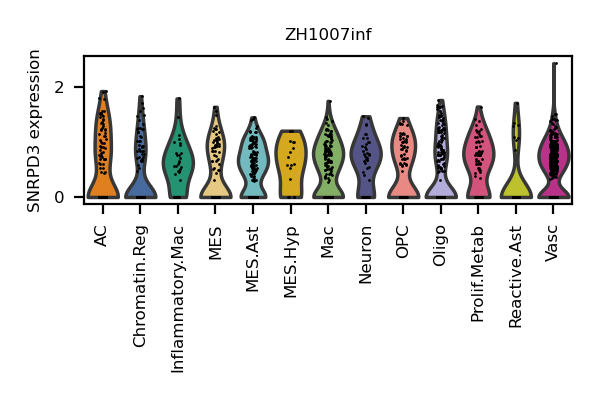 ZH1007inf
SNRPD3 expression
2
0
AC
Chromatin.Reg
Inflammatory.Mac
MES
MES.Ast
MES.Hyp
Mac
Neuron
OPC
Oligo
Prolif.Metab
Reactive.Ast
Vasc